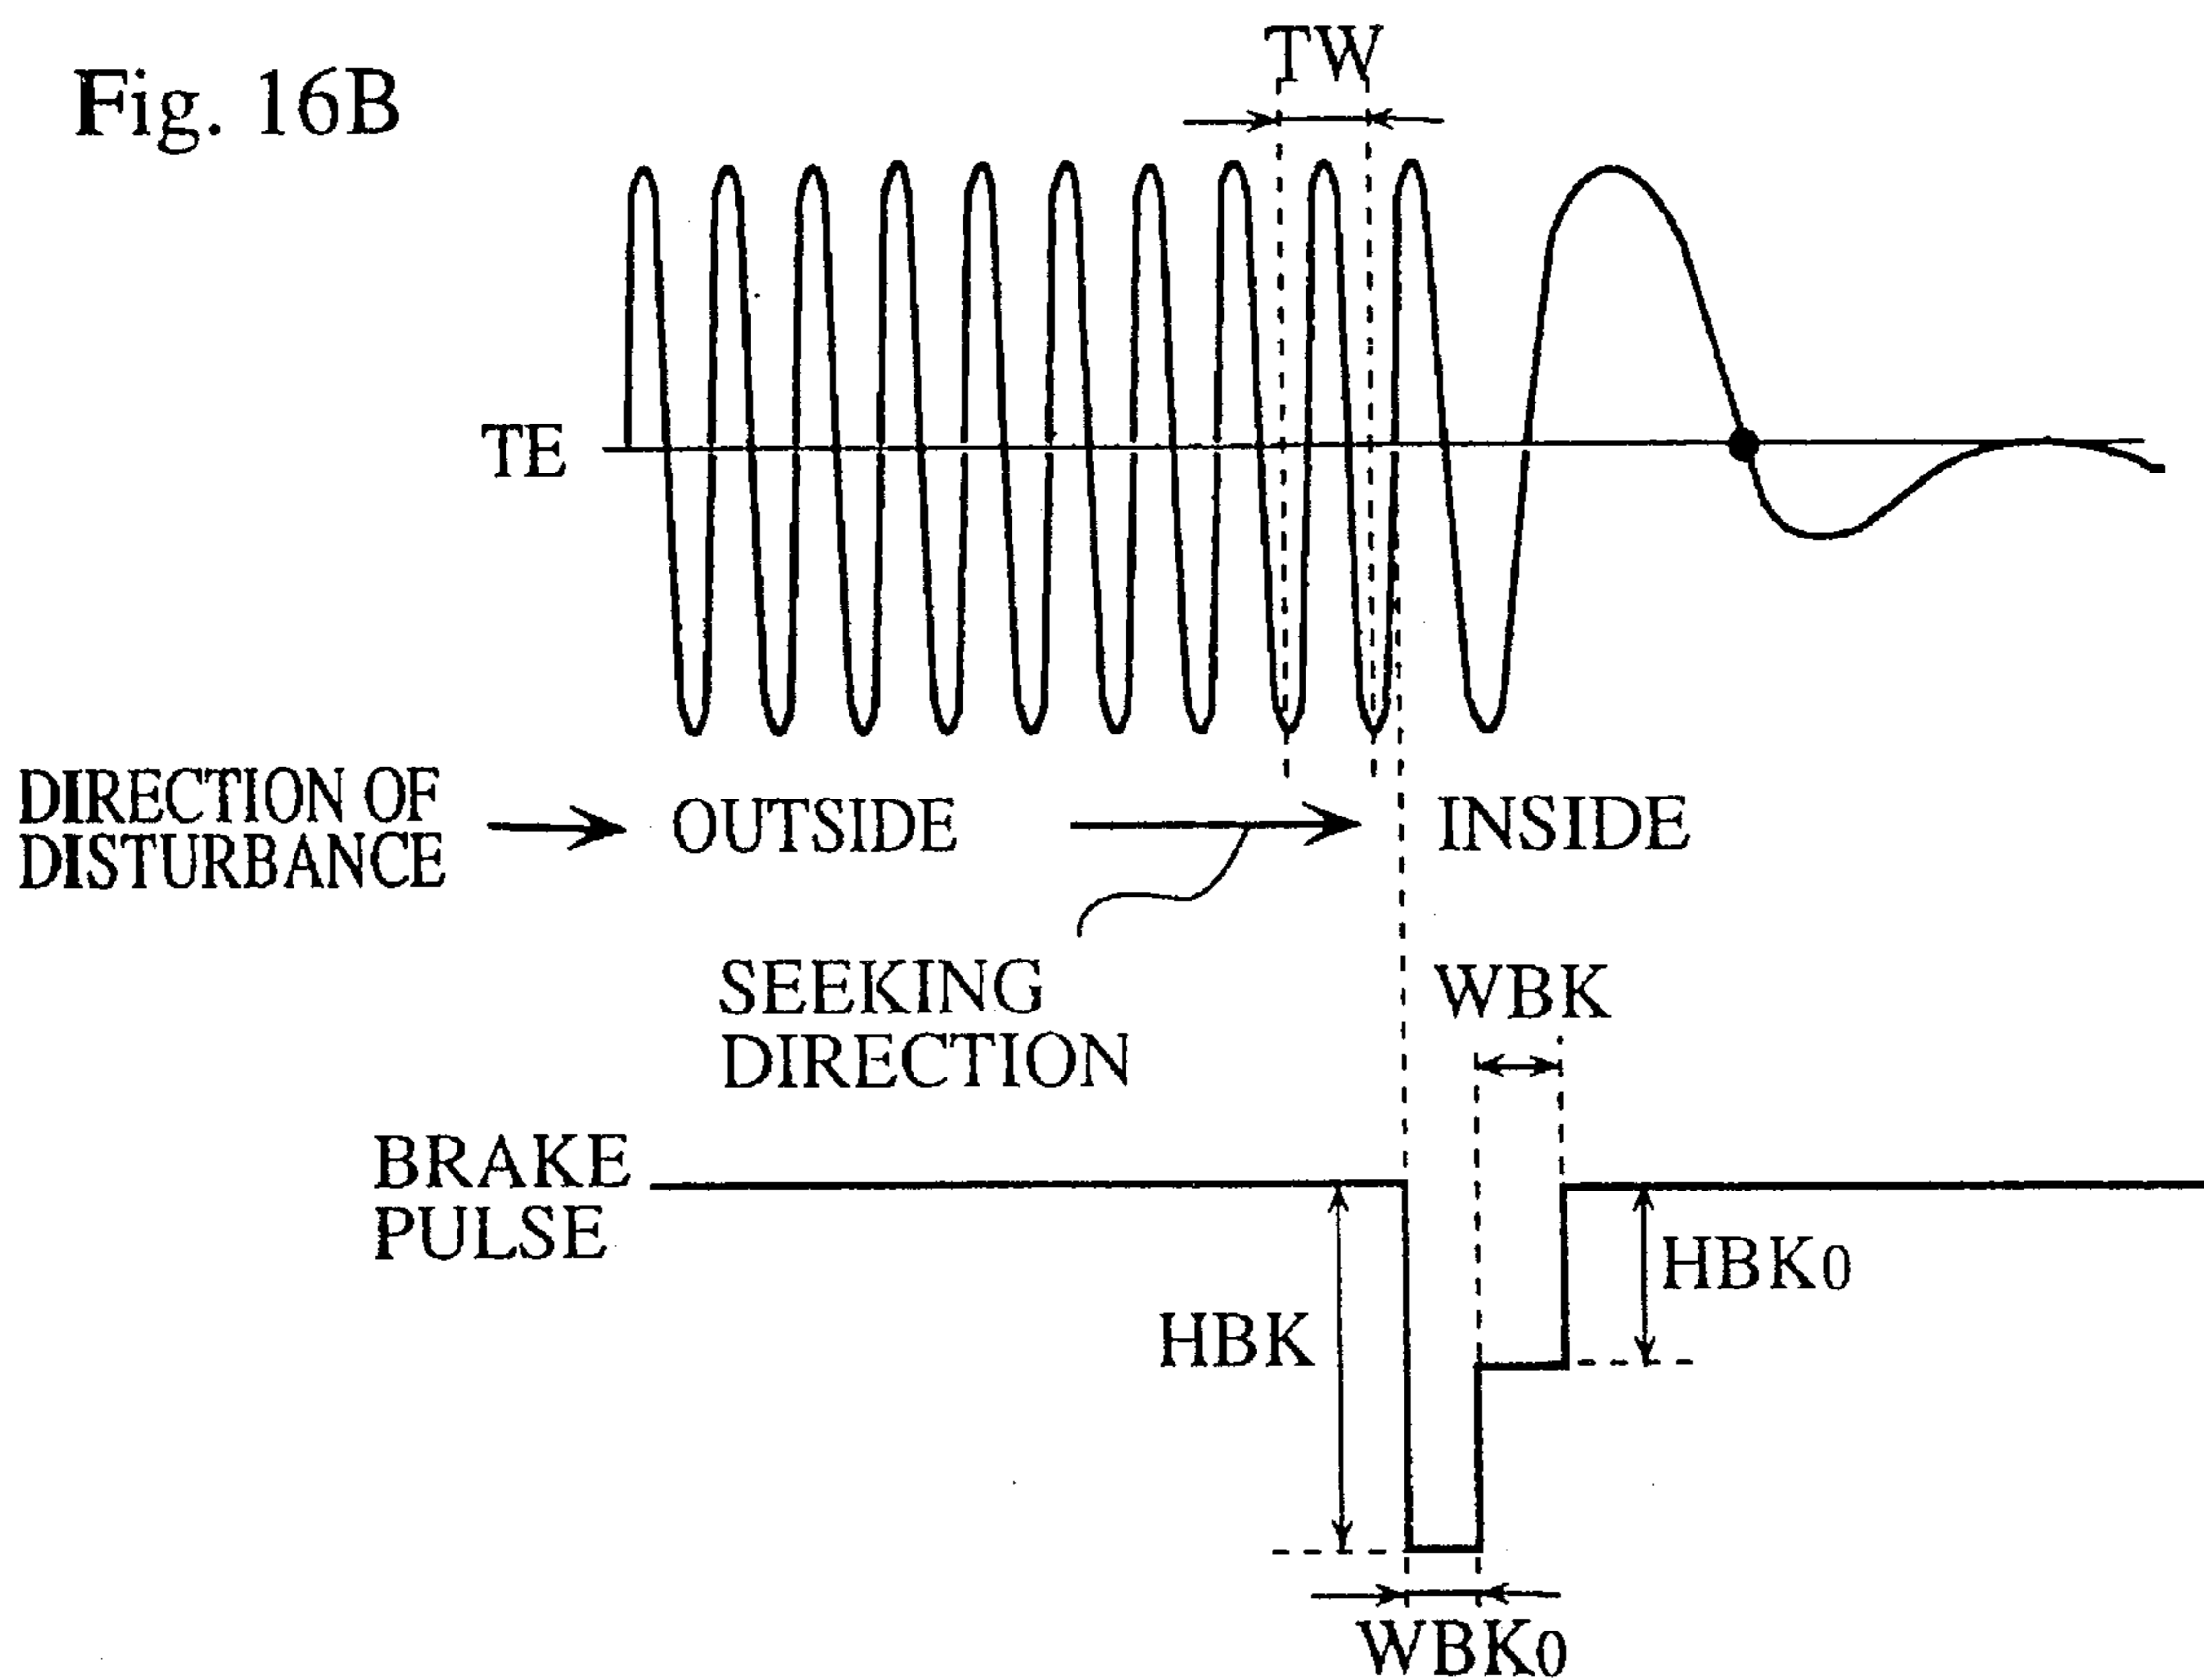 Fig. 16B
TW
TE
DIRECTION OF
DISTURBANCE
OUTSIDE
INSIDE
SEEKING
DIRECTION
WBK
BRAKE
PULSE
HBK
HBK0
WBK0